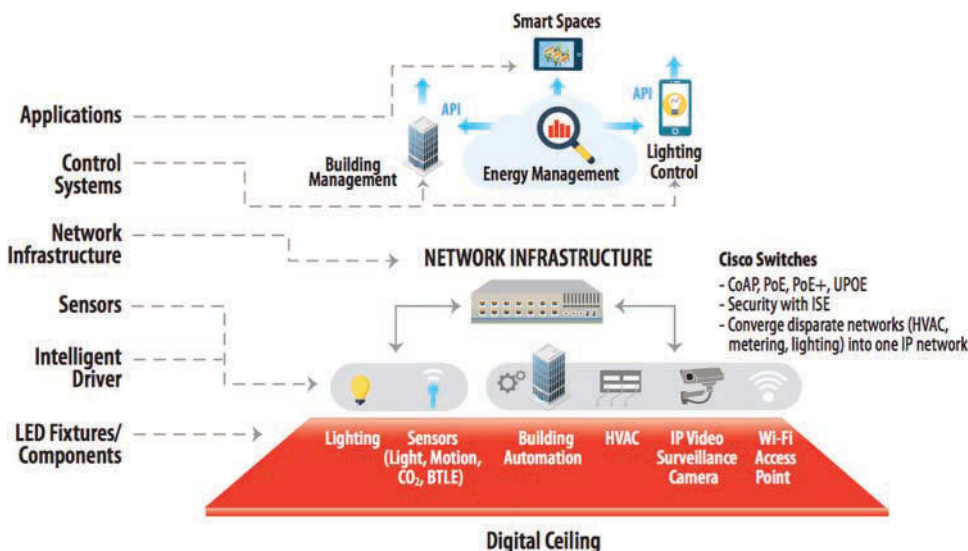 Smart Spaces
Applications
API
API
Building
Management
Energy Management
Lighting
Control
Control
Systems
Network
Infrastructure
NETWORK INFRASTRUCTURE
Cisco Switches
- CoAP, PoE, PoE+, UPOE
- Security with ISE
- Converge disparate networks (HVAC,
metering, lighting) into one IP network
Sensors
Intelligent
Driver
LED Fixtures/
Components
Lighting
Sensors
(Light, Motion,
CO₂, BTLE)
Building
Automation
HVAC
IP Video
Surveillance
Camera
Wi-Fi
Access
Point
Digital Ceiling